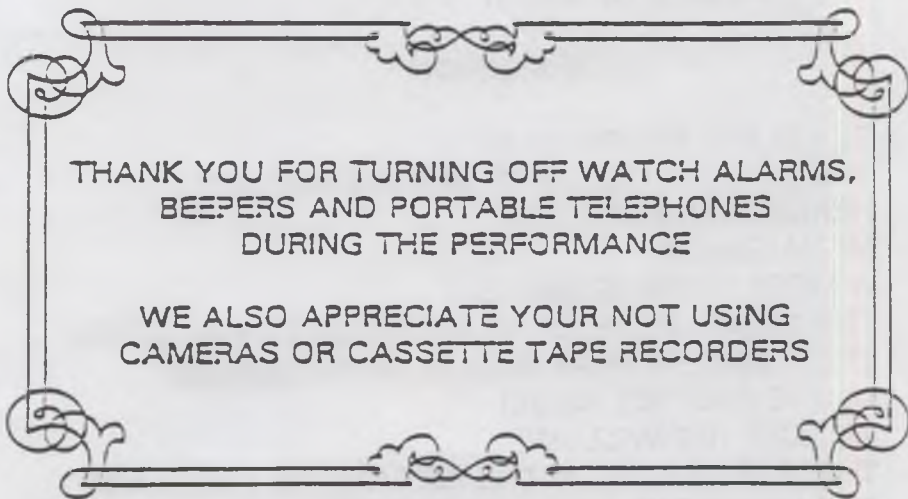 THANK YOU FOR TURNING OFF WATCH ALARMS,
BEEPERS AND PORTABLE TELEPHONES
DURING THE PERFORMANCE
WE ALSO APPRECIATE YOUR NOT USING
CAMERAS OR CASSETTE TAPE RECORDERS